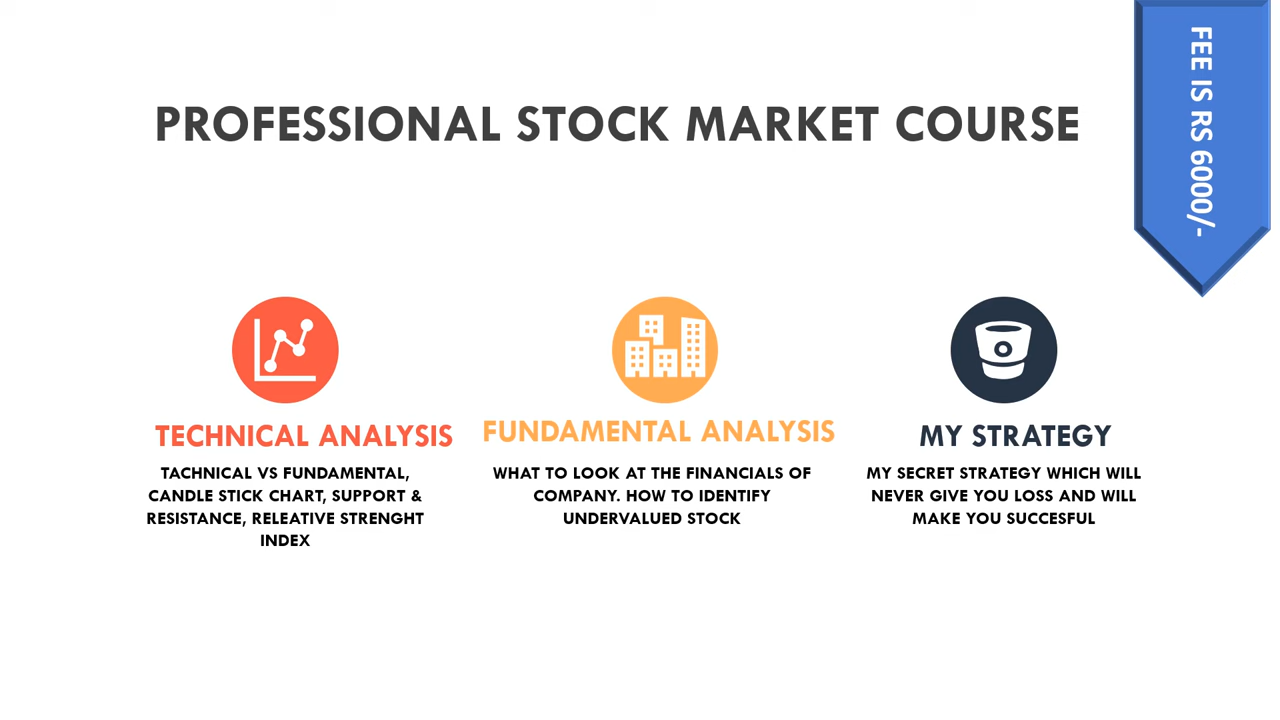 PROFESSIONAL STOCK MARKET COURSE
FEE IS RS 6000/-
TECHNICAL ANALYSIS
TACHNICAL VS FUNDAMENTAL,
CANDLE STICK CHART, SUPPORT &
RESISTANCE, RELEATIVE STRENGHT
INDEX
FUNDAMENTAL ANALYSIS
WHAT TO LOOK AT THE FINANCIALS OF
COMPANY. HOW TO IDENTIFY
UNDERVALUED STOCK
MY STRATEGY
MY SECRET STRATEGY WHICH WILL
NEVER GIVE YOU LOSS AND WILL
MAKE YOU SUCCESFUL